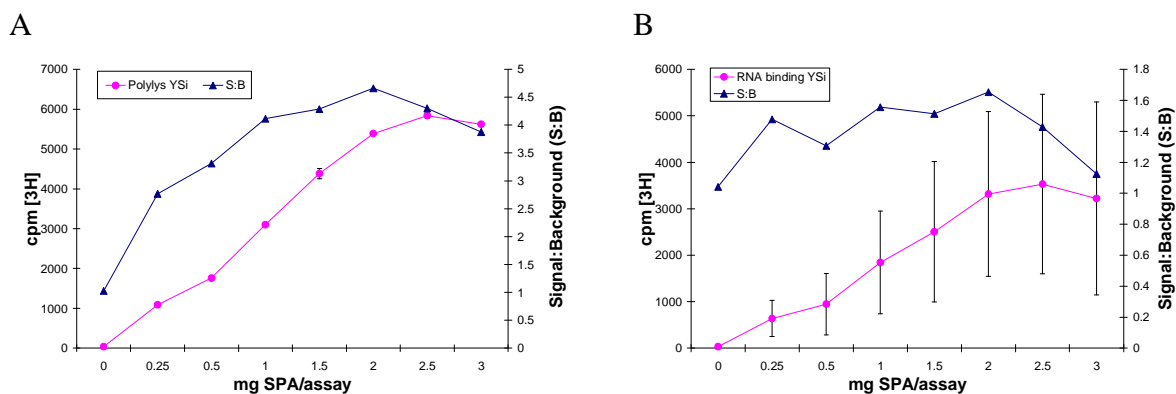 A
B
Polylys YSi S:B
7000
6000
5000
4000
3000
2000
1000
0
cpm [3H]
5
4.5
4
3.5
3
2.5
2
1.5
1
0.5
0
Signal:Background (S:B)
0 0.25 0.5 1 1.5 2 2.5 3
mg SPA/assay
RNA binding YSi
S:B
6000
5000
4000
3000
2000
1000
0
cpm [3H]
1.8
1.6
1.4
1.2
1
0.8
0.6
0.4
0.2
0
Signal:Background (S:B)
0 0.25 0.5 1 1.5 2 2.5 3
mg SPA/assay